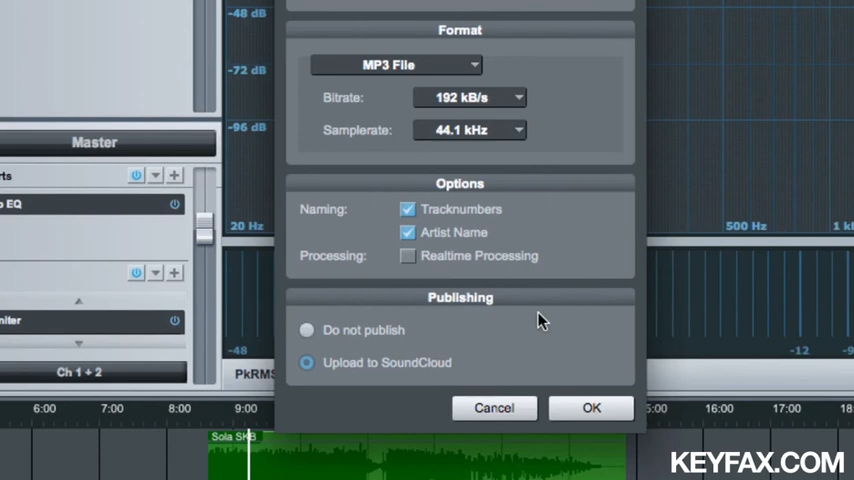 -48 dB
Format
MP3 File
-72 dB
Bitrate: 192 kB/s
-96 dB
Samplerate: 44.1 kHz
Master
rts
Options
o EQ
Naming: Tracknumbers
20 Hz
500 Hz
1 k
Artist Name
Processing: Realtime Processing
Publishing
niter
Do not publish
-48
-12
-9
Upload to SoundCloud
Ch 1 + 2
PkRMS
Cancel
OK
6:00
7:00
8:00
9:00
5:00
16:00
17:00
18
Sola SKB
KEYFAX.COM